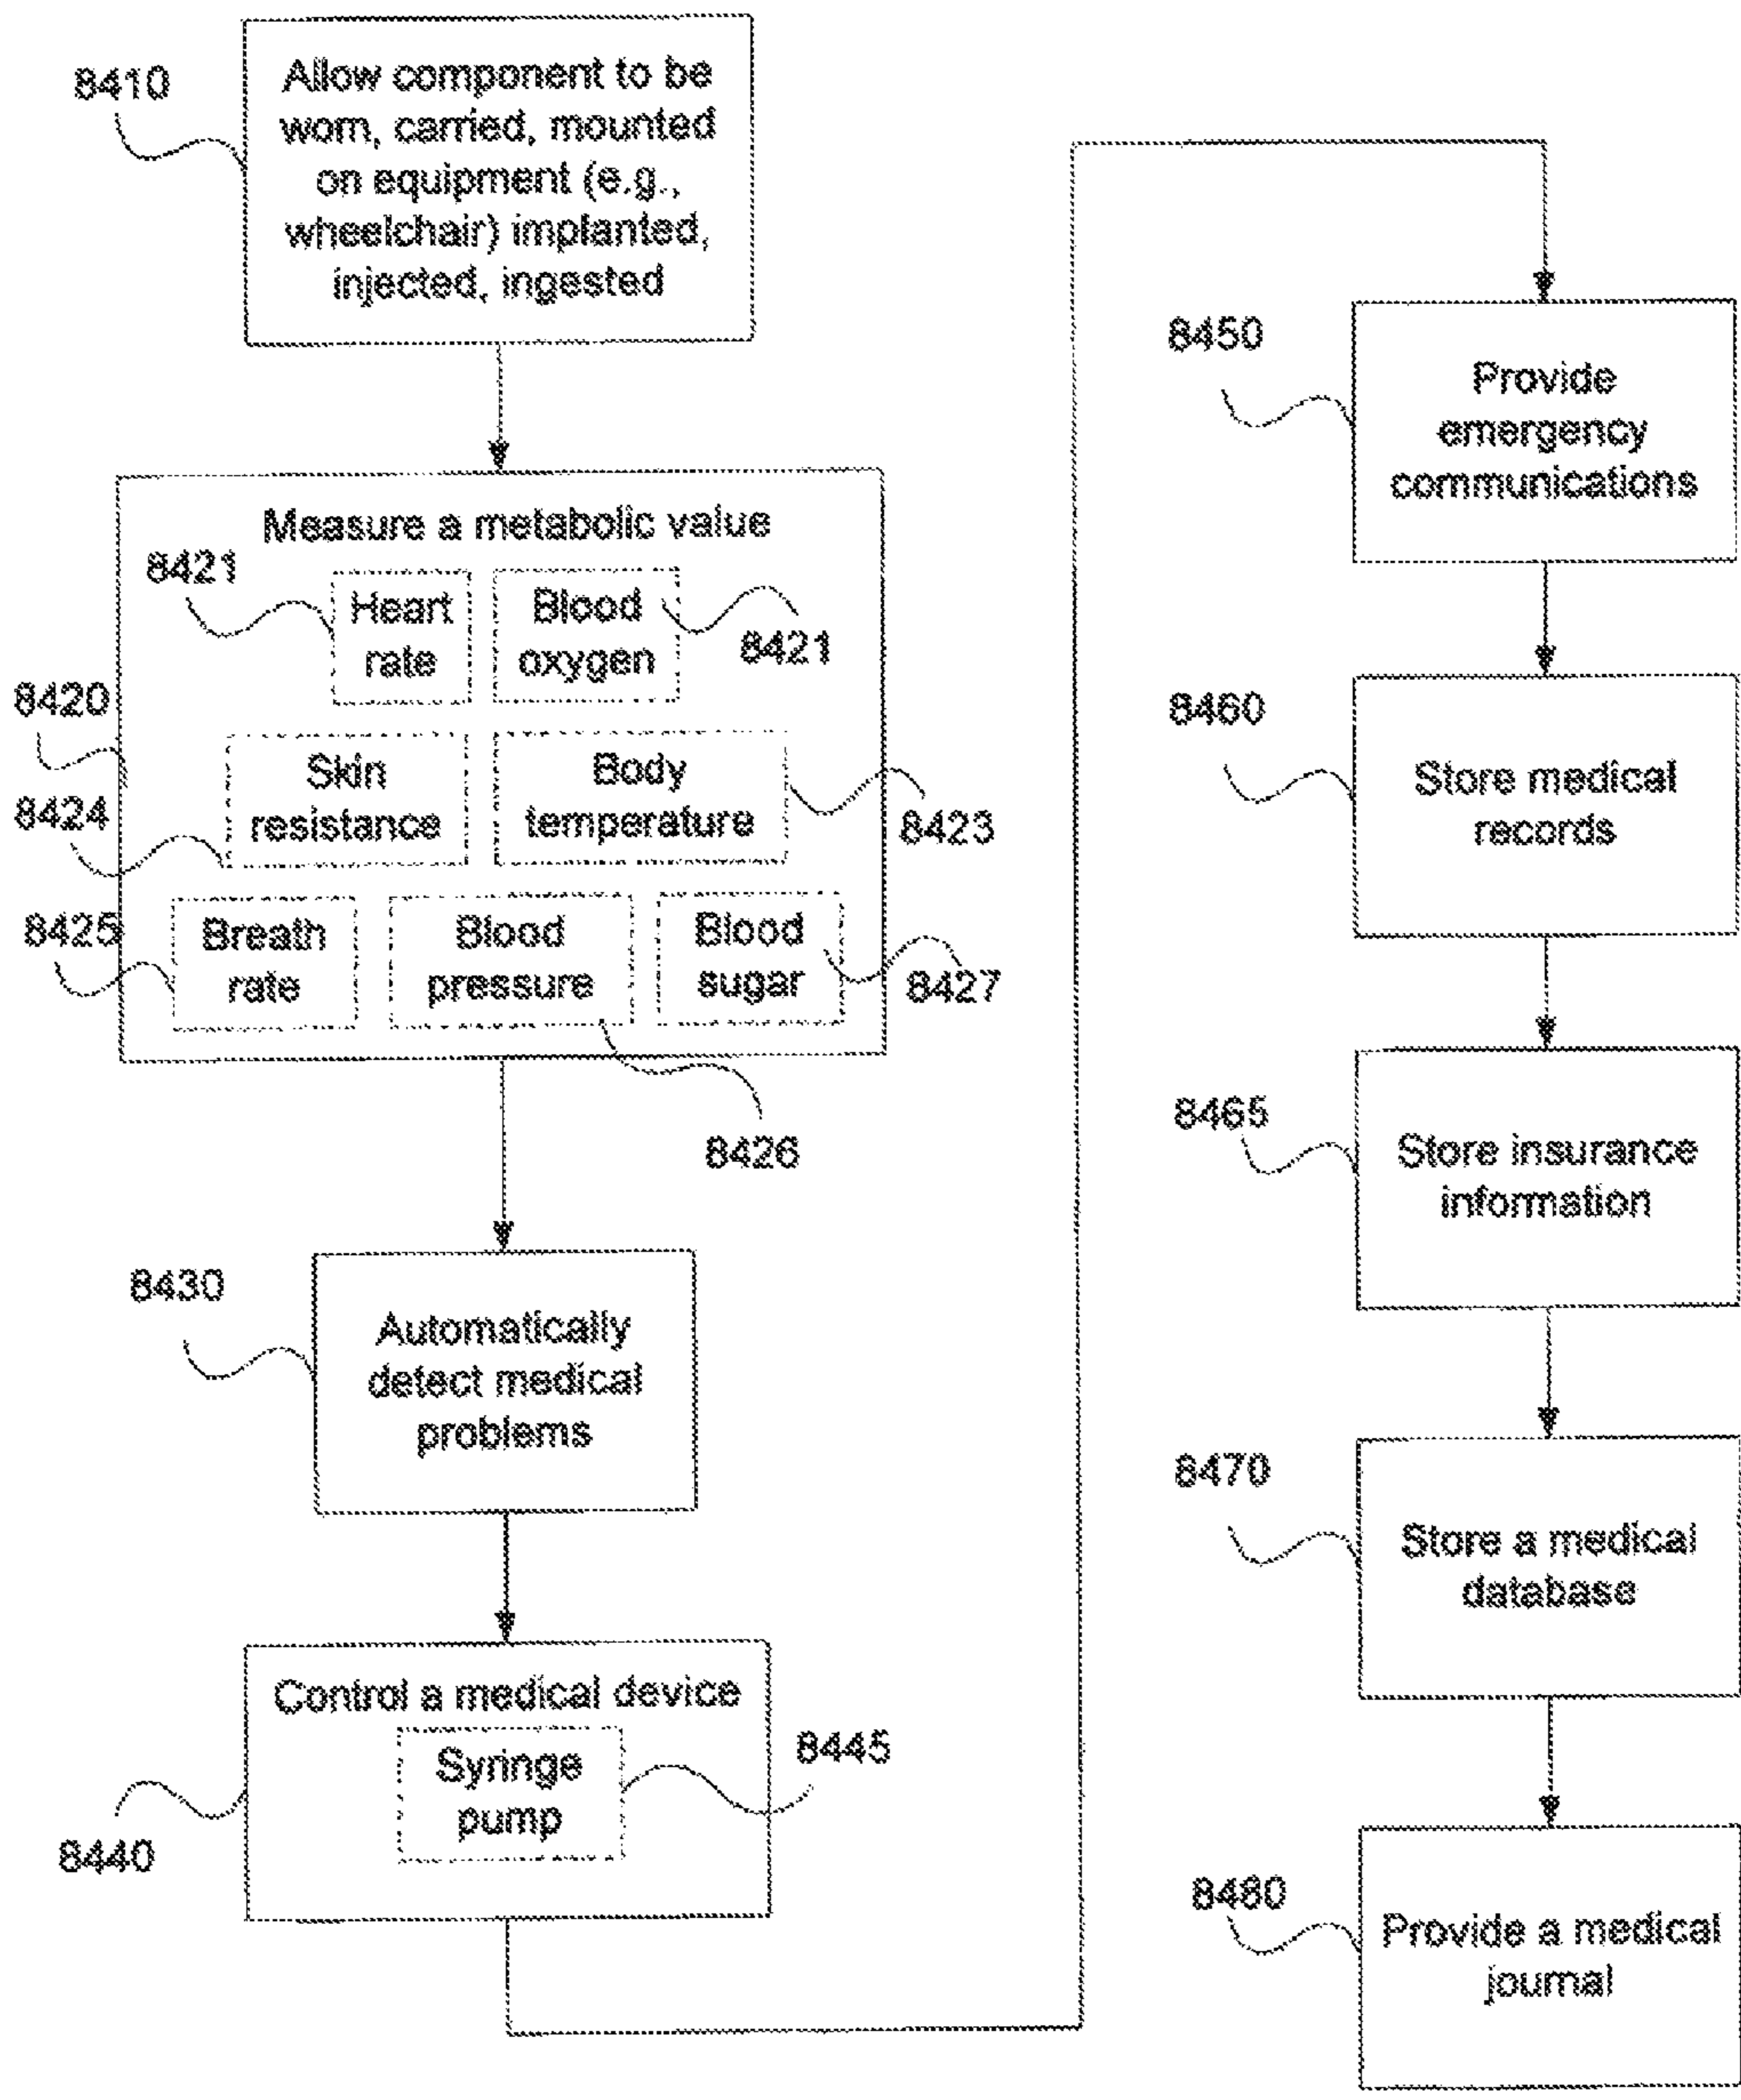 8410
Allow component to be
worn, carried, mounted
on equipment (e.g.,
wheelchair) implanted,
injected, ingested
8420
Measure a metabolic value
8421
Heart
rate
Blood
oxygen
8421
8424
Skin
resistance
Body
temperature
8423
8425
Breath
rate
Blood
pressure
8426
Blood
sugar
8427
8430
Automatically
detect medical
problems
8440
Control a medical device
Syringe
pump
8445
8450
Provide
emergency
communications
8460
Store medical
records
8465
Store insurance
information
8470
Store a medical
database
8480
Provide a medical
journal